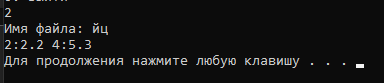 2
Имя файла: йц
2:2.2 4:5.3
Для продолжения нажмите любую клавишу . . .